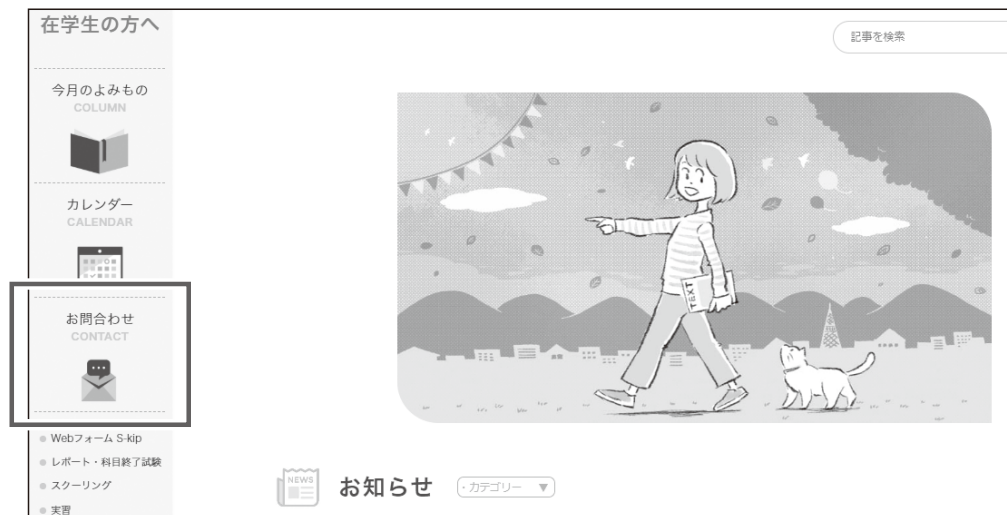 在学生の方へ
記事を検索
今月のよみもの
COLUMN
カレンダー
CALENDAR
お問合わせ
CONTACT
TEXT
Webフォーム S-kip
レポート・科目終了試験
スクーリング
実習
NEWS
お知らせ
・カテゴリー ▼